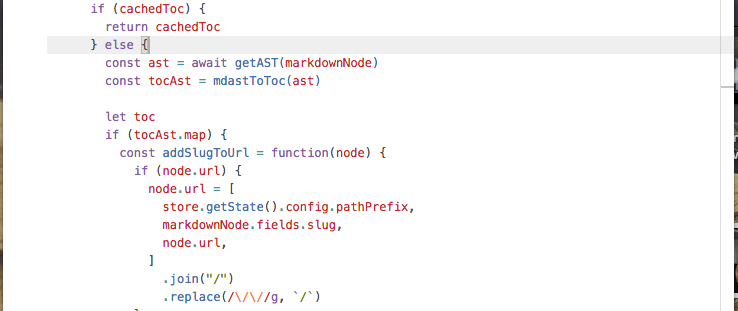 if (cachedToc) {
return cachedToc
} else {
const ast = await getAST(markdownNode)
const tocAst = mdastToToc(ast)
let toc
if (tocAst.map) {
const addSlugToUrl = function(node) {
if (node.url) {
node.url = [
store.getState().config.pathPrefix,
markdownNode.fields.slug,
node.url,
]
.join("/")
.replace(/\/\//g, `/`)